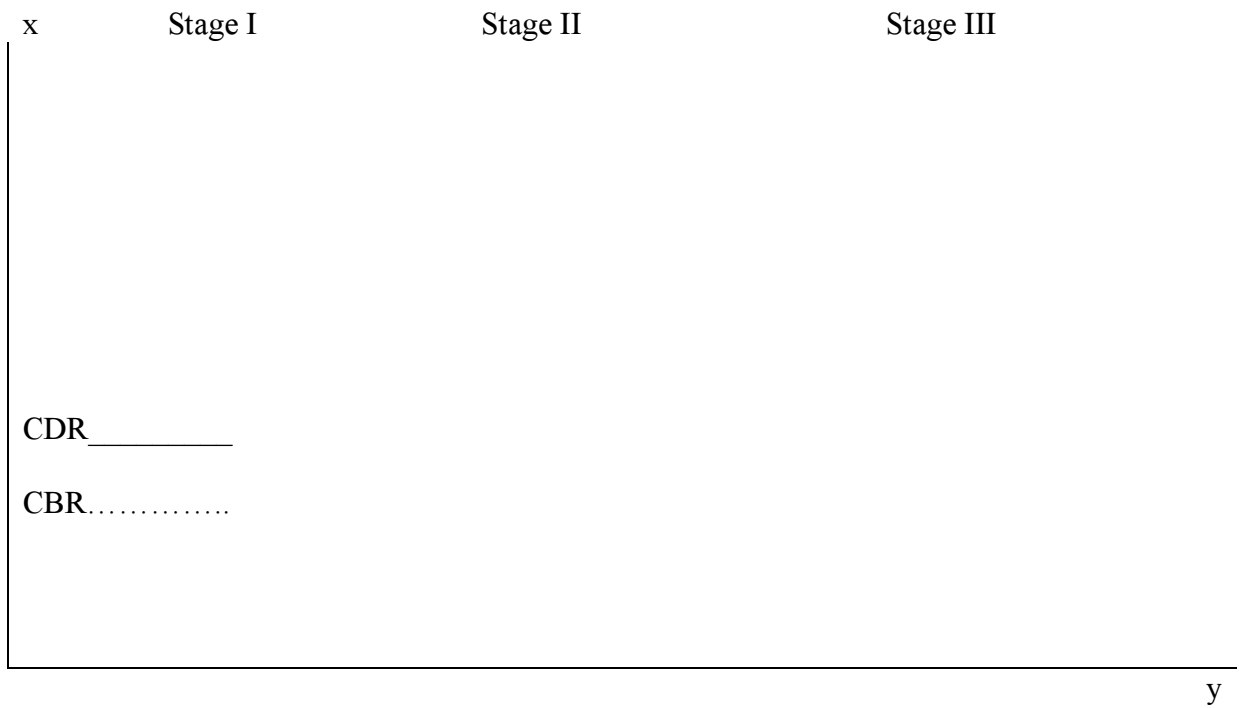 x Stage I Stage II Stage III
CDR_________
CBR…………..
y